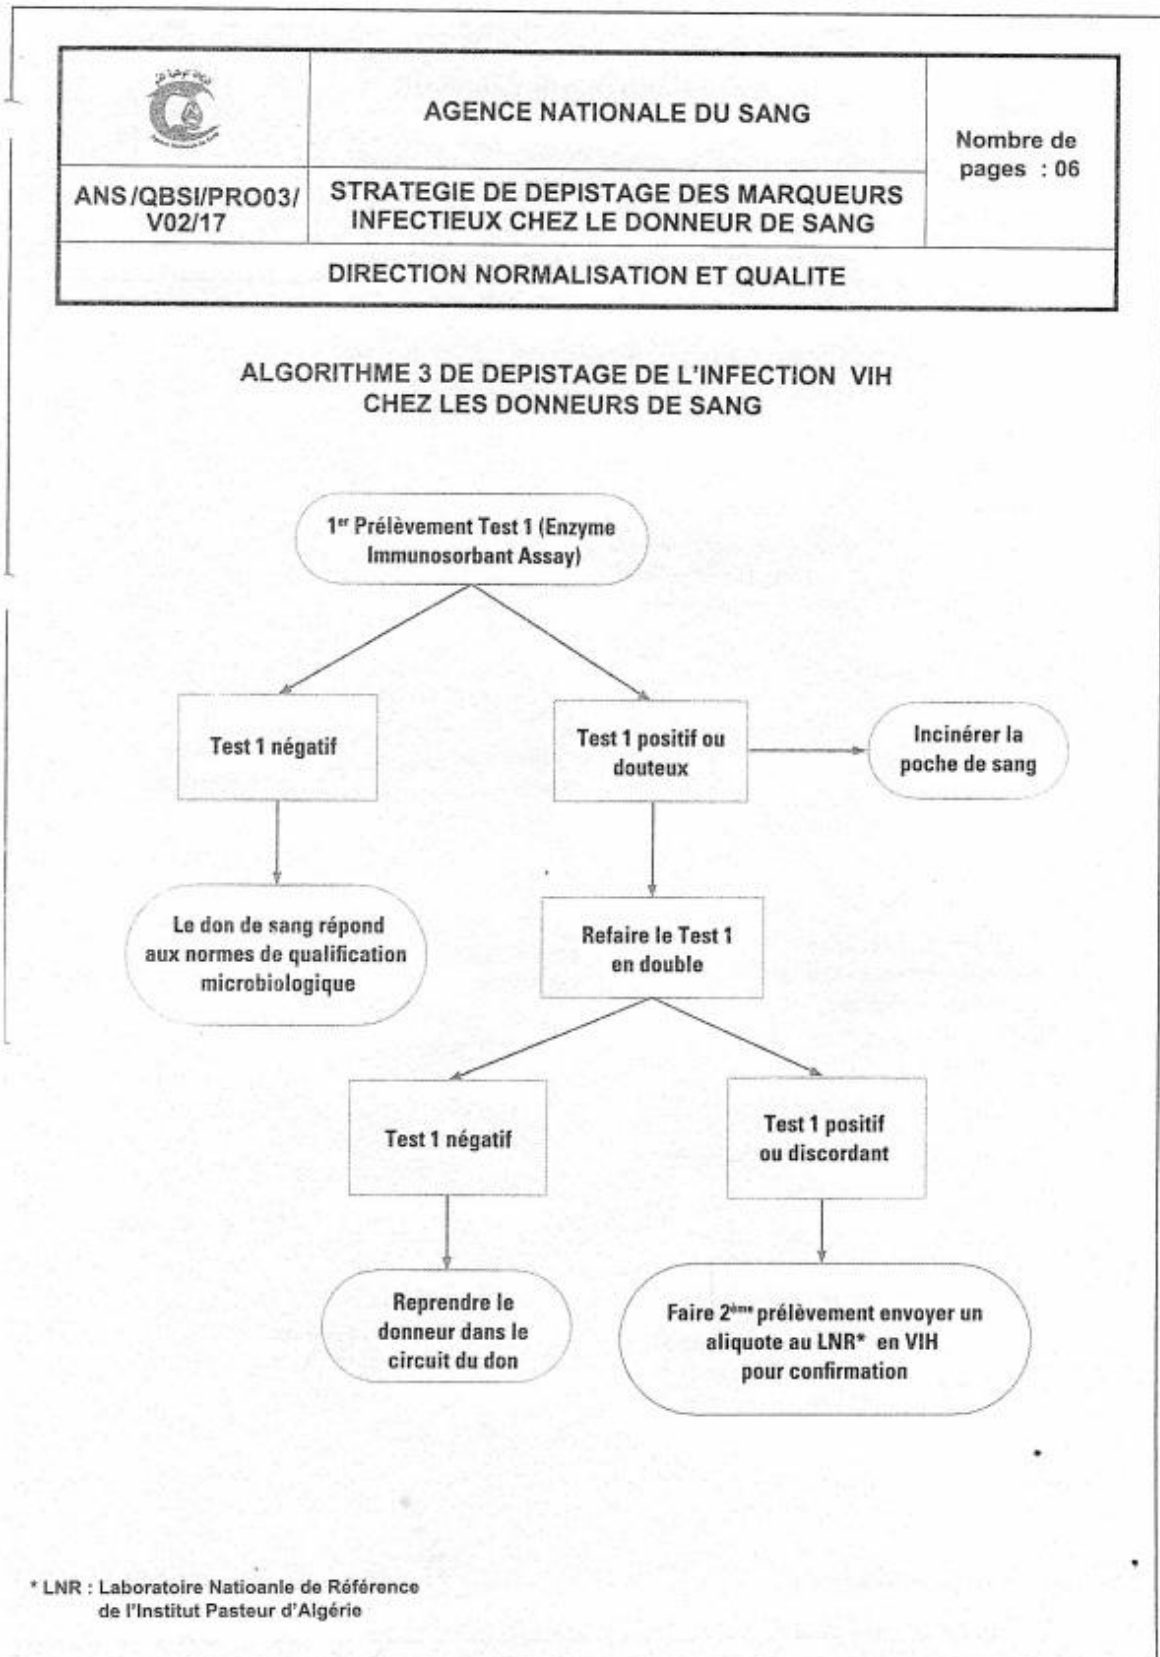 AGENCE NATIONALE DU SANG
Nombre de
pages : 06
ANS/QBSI/PRO03/
V02/17
STRATEGIE DE DEPISTAGE DES MARQUEURS
INFECTIEUX CHEZ LE DONNEUR DE SANG
DIRECTION NORMALISATION ET QUALITE
ALGORITHME 3 DE DEPISTAGE DE L'INFECTION VIH
CHEZ LES DONNEURS DE SANG
1er Prélèvement Test 1 (Enzyme
Immunosorbant Assay)
Test 1 négatif
Test 1 positif ou
douteux
Incinérer la
poche de sang
Le don de sang répond
aux normes de qualification
microbiologique
Refaire le Test 1
en double
Test 1 négatif
Test 1 positif
ou discordant
Reprendre le
donneur dans le
circuit du don
Faire 2ème prélèvement envoyer un
aliquote au LNR* en VIH
pour confirmation
* LNR : Laboratoire Natioanle de Référence
de l'Institut Pasteur d'Algérie